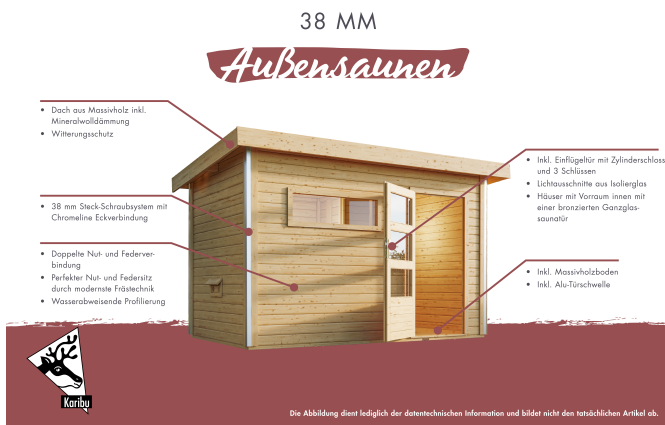 38 MM
Außensaunen
• Dach aus Massivholz inkl.
Mineralwolldämmung
• Witterungsschutz
• 38 mm Steck-Schraubsystem mit
Chromeline Eckverbindung
• Doppelte Nut- und Federver-
bindung
• Perfekter Nut- und Federsitz
durch modernste Frästechnik
• Wasserabweisende Profilierung
• Inkl. Einflügeltür mit Zylinderschloss
und 3 Schlüssen
• Lichtausschnitte aus Isolierglas
• Häuser mit Vorraum innen mit
einer bronzierten Ganzglas-
saunatür
• Inkl. Massivholzboden
• Inkl. Alu-Türschwelle
Karibu
Die Abbildung dient lediglich der datentechnischen Information und bildet nicht den tatsächlichen Artikel ab.